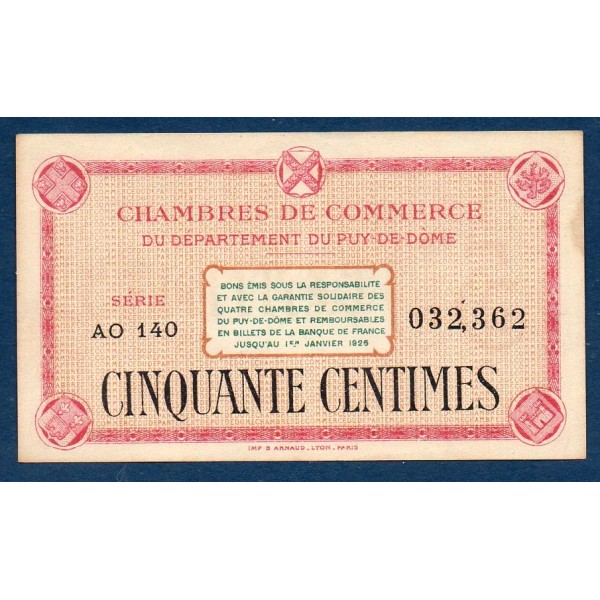 CHAMBRES DE COMMERCE
DU DÉPARTEMENT DU PUY-DE-DÔME
SÉRIE
AO 140
BONS ÉMIS SOUS LA RESPONSABILITE
ET AVEC LA GARANTIE SOLIDAIRE DES
QUATRE CHAMBRES DE COMMERCE
DU PUY-DE-DÔME ET REMBOURSABLES
EN BILLETS DE LA BANQUE DE FRANCE
JUSQU'AU 1ER JANVIER 1926
032,362
CINQUANTE CENTIMES
IMP B ARNAUD, LYON, PARIS